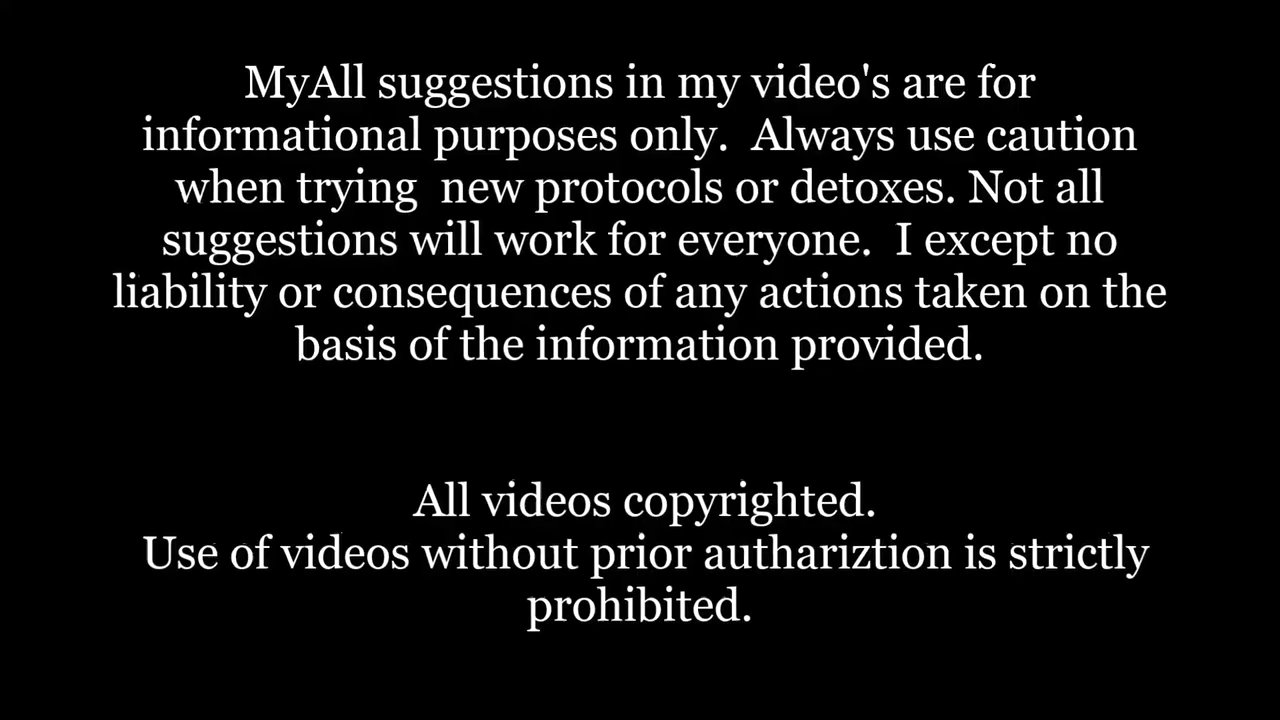 MyAll suggestions in my video's are for
informational purposes only.  Always use caution
when trying  new protocols or detoxes. Not all
suggestions will work for everyone.  I except no
liability or consequences of any actions taken on the
basis of the information provided.
All videos copyrighted.
Use of videos without prior authariztion is strictly
prohibited.